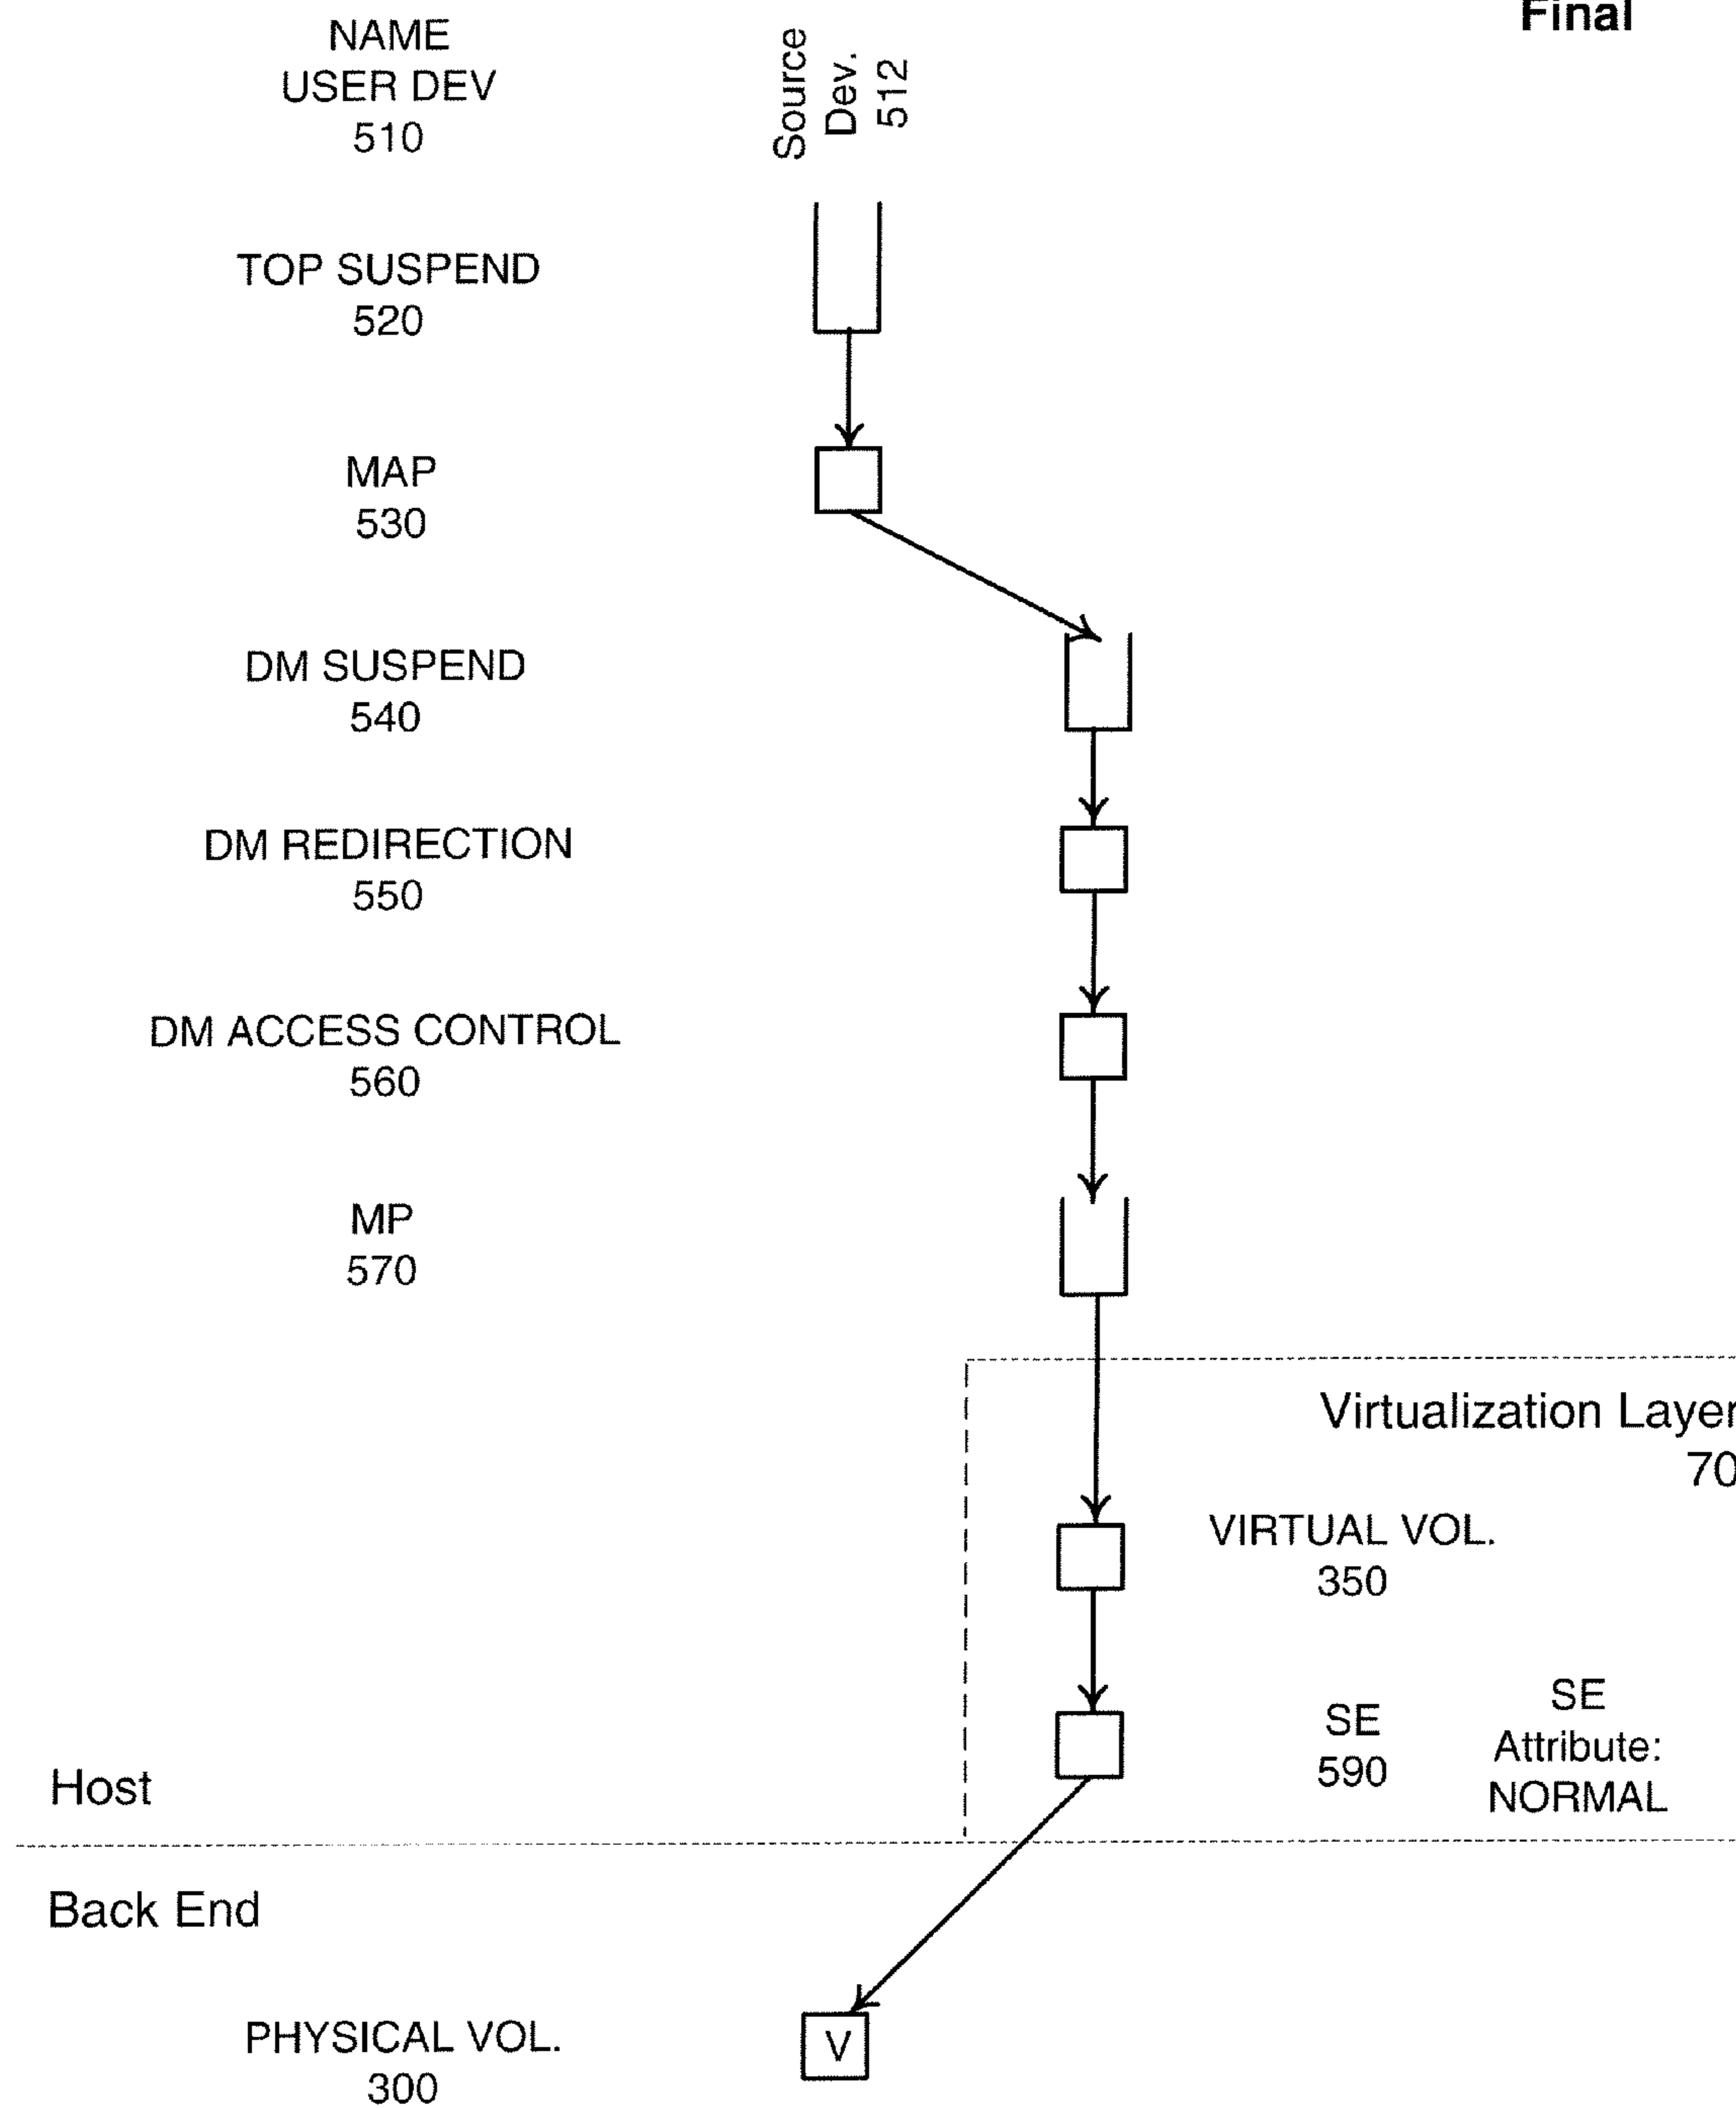 Final
NAME
USER DEV
510
Source
Dev.
512
TOP SUSPEND
520
MAP
530
DM SUSPEND
540
DM REDIRECTION
550
DM ACCESS CONTROL
560
MP
570
Virtualization Layer
70
VIRTUAL VOL.
350
SE
590
SE
Attribute:
NORMAL
Host
Back End
PHYSICAL VOL.
300
V